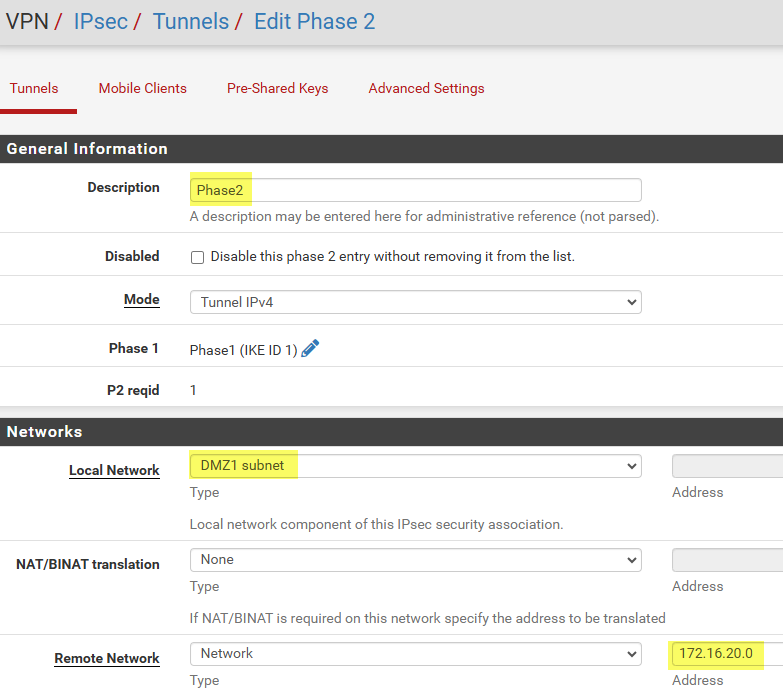 VPN / IPsec / Tunnels / Edit Phase 2
Tunnels Mobile Clients Pre-Shared Keys Advanced Settings
General Information
Description Phase2
A description may be entered here for administrative reference (not parsed).
Disabled Disable this phase 2 entry without removing it from the list.
Mode Tunnel IPv4
Phase 1 Phase1 (IKE ID 1)
P2 reqid 1
Networks
Local Network DMZ1 subnet
Type Address
Local network component of this IPsec security association.
NAT/BINAT translation None
Type Address
If NAT/BINAT is required on this network specify the address to be translated
Remote Network Network 172.16.20.0
Type Address